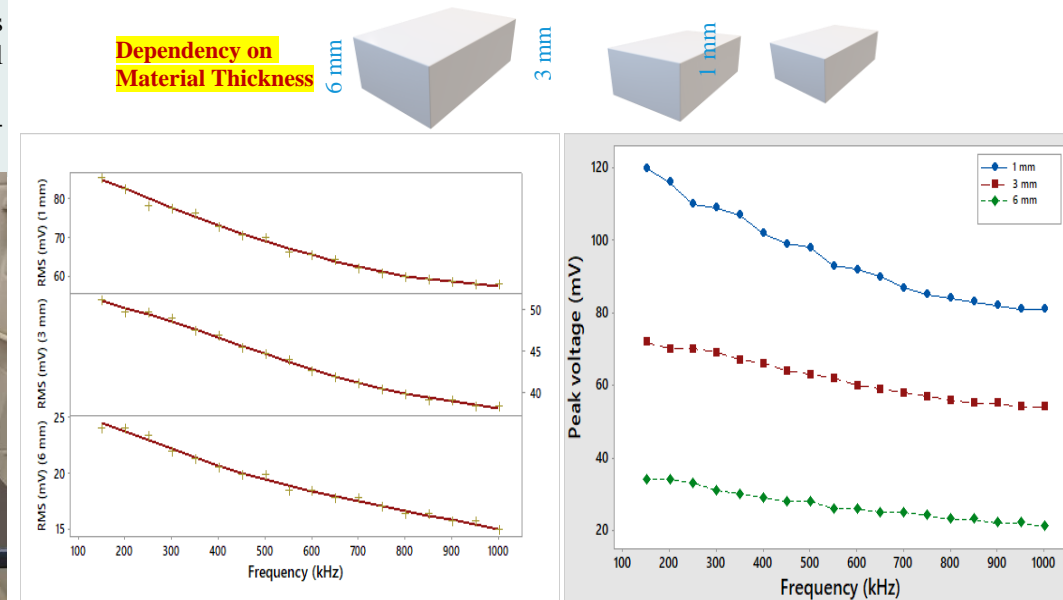 s
Dependency on
Material Thickness
6 mm
3 mm
1 mm
RMS (mV) (1 mm)
80
70
60
RMS (mV) (3 mm)
50
45
40
RMS (mV) (6 mm)
25
20
15
100 200 300 400 500 600 700 800 900 1000
Frequency (kHz)
Peak voltage (mV)
120
100
80
60
40
20
1 mm
3 mm
6 mm
100 200 300 400 500 600 700 800 900 1000
Frequency (kHz)